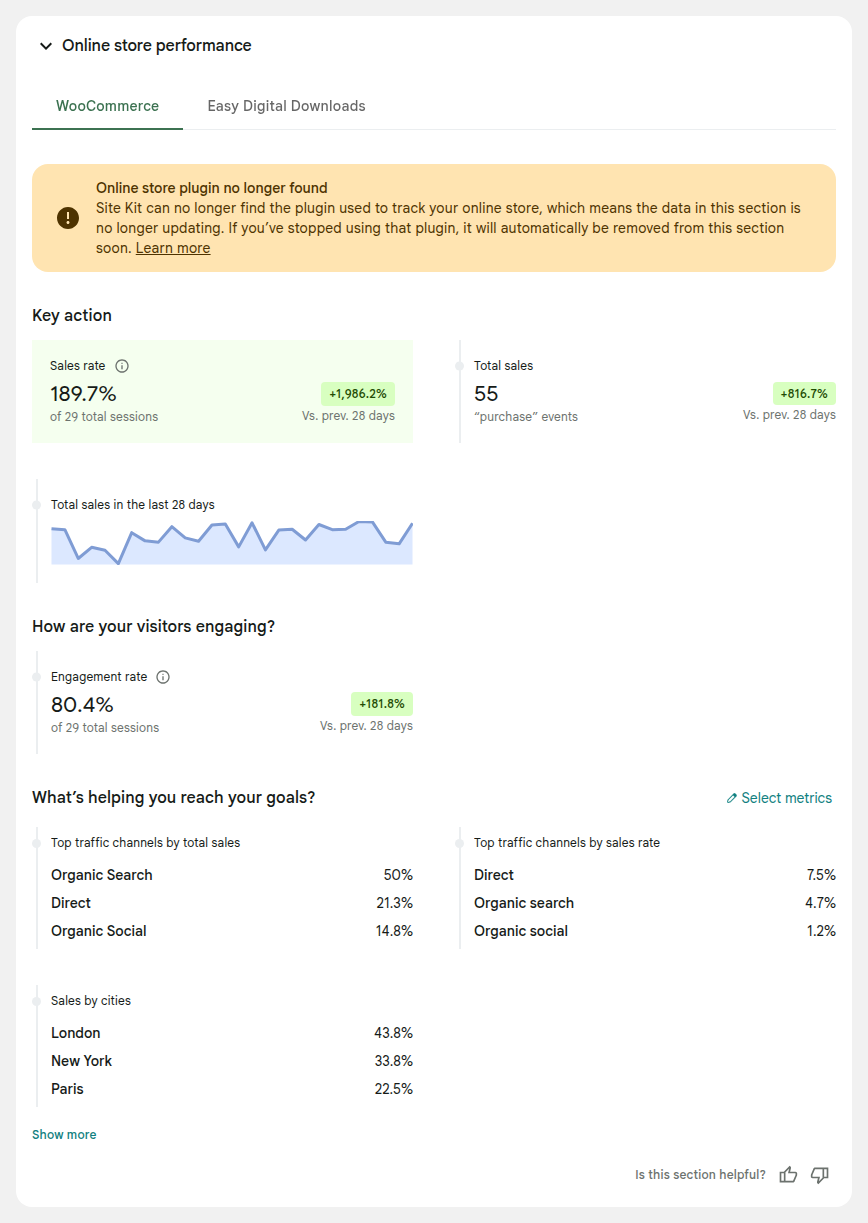 Online store performance
WooCommerce
Easy Digital Downloads
Online store plugin no longer found
Site Kit can no longer find the plugin used to track your online store, which means the data in this section is
no longer updating. If you’ve stopped using that plugin, it will automatically be removed from this section
soon. Learn more
Key action
Sales rate
189.7%
+1,986.2%
of 29 total sessions
Vs. prev. 28 days
Total sales
55
+816.7%
“purchase” events
Vs. prev. 28 days
Total sales in the last 28 days
How are your visitors engaging?
Engagement rate
80.4%
+181.8%
of 29 total sessions
Vs. prev. 28 days
What’s helping you reach your goals?
Select metrics
Top traffic channels by total sales
Organic Search 50%
Direct 21.3%
Organic Social 14.8%
Top traffic channels by sales rate
Direct 7.5%
Organic search 4.7%
Organic social 1.2%
Sales by cities
London 43.8%
New York 33.8%
Paris 22.5%
Show more
Is this section helpful?